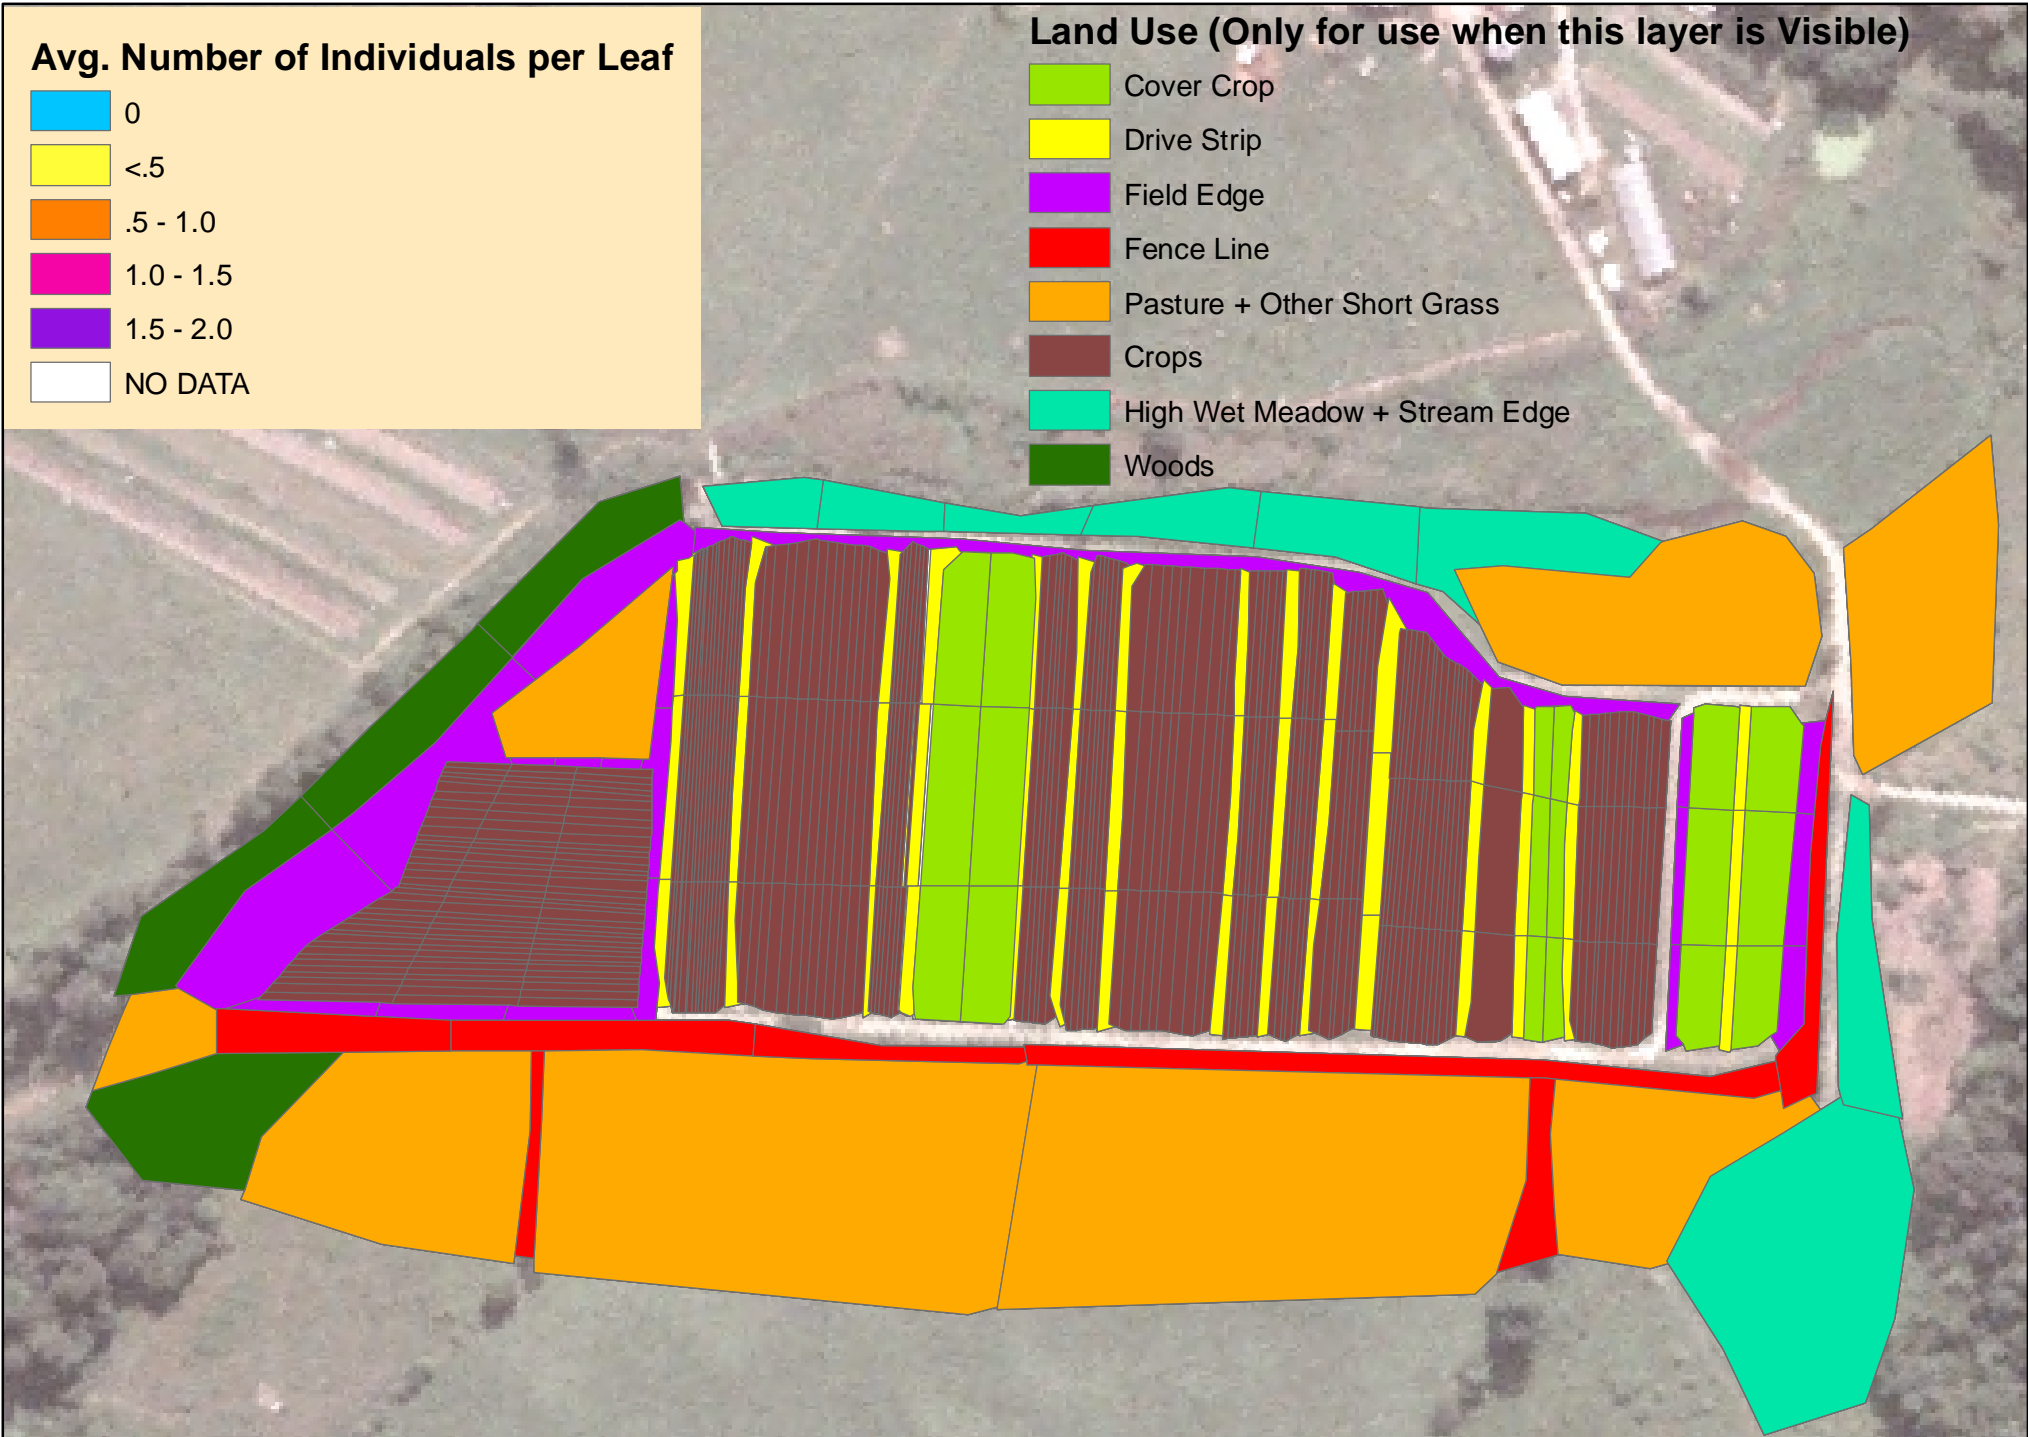 Avg. Number of Individuals per Leaf
0
<.5
.5 - 1.0
1.0 - 1.5
1.5 - 2.0
NO DATA
Land Use (Only for use when this layer is Visible)
Cover Crop
Drive Strip
Field Edge
Fence Line
Pasture + Other Short Grass
Crops
High Wet Meadow + Stream Edge
Woods